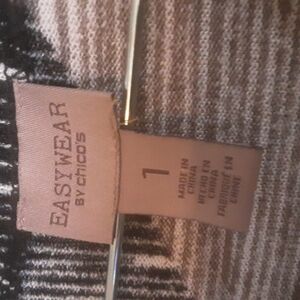 EASYWEAR
BY CHICO'S
1
MADE IN
CHINA
HECHO EN
CHINA
FABRIQUÉ EN
CHINE